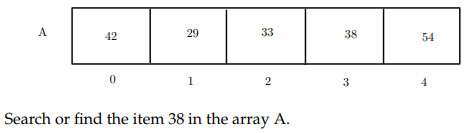 A 42 29 33 38 54
0 1 2 3 4
Search or find the item 38 in the array A.